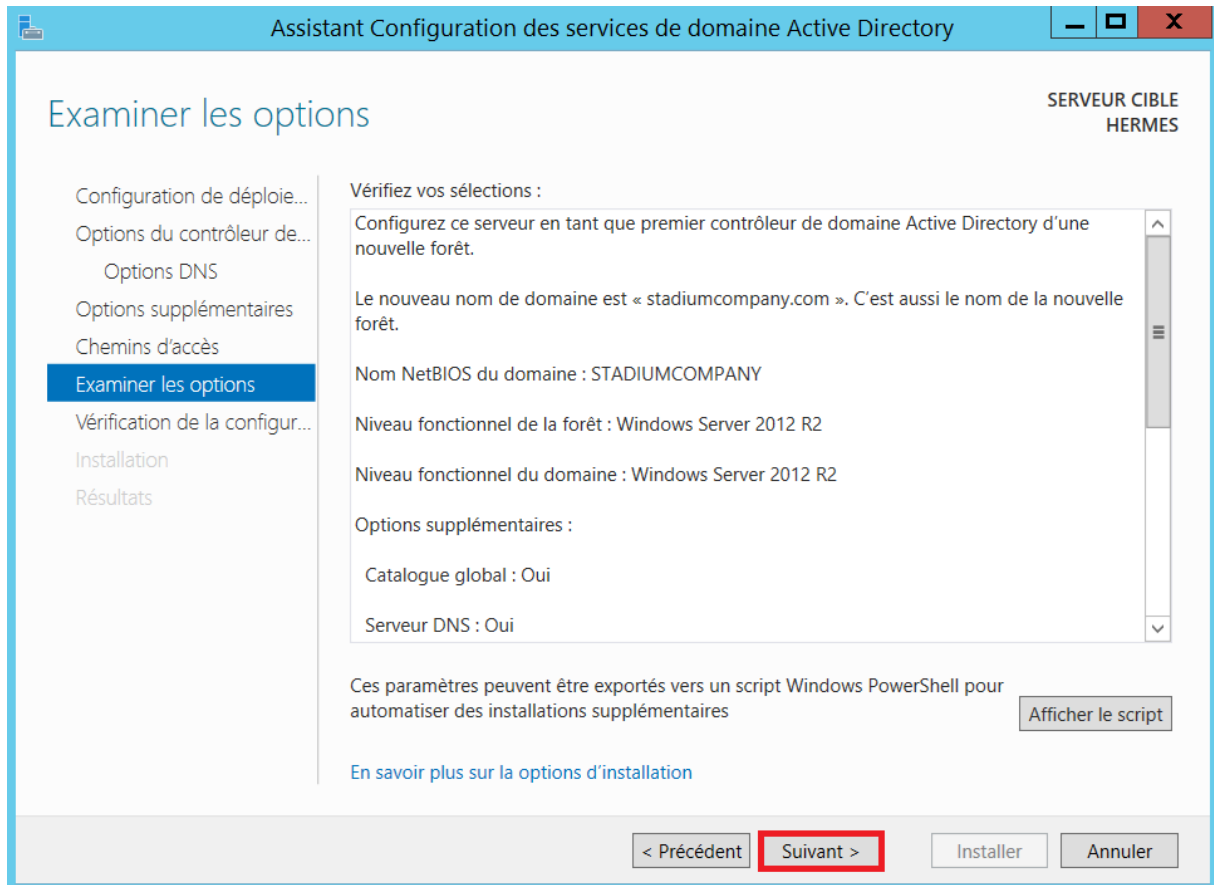 Assistant Configuration des services de domaine Active Directory
Examiner les options
SERVEUR CIBLE
HERMES
Configuration de déploie...
Options du contrôleur de...
Options DNS
Options supplémentaires
Chemins d'accès
Examiner les options
Vérification de la configur...
Installation
Résultats
Vérifiez vos sélections :
Configurez ce serveur en tant que premier contrôleur de domaine Active Directory d'une
nouvelle forêt.
Le nouveau nom de domaine est « stadiumcompany.com ». C'est aussi le nom de la nouvelle
forêt.
Nom NetBIOS du domaine : STADIUMCOMPANY
Niveau fonctionnel de la forêt : Windows Server 2012 R2
Niveau fonctionnel du domaine : Windows Server 2012 R2
Options supplémentaires :
Catalogue global : Oui
Serveur DNS : Oui
Ces paramètres peuvent être exportés vers un script Windows PowerShell pour
automatiser des installations supplémentaires
Afficher le script
En savoir plus sur la options d'installation
< Précédent
Suivant >
Installer
Annuler